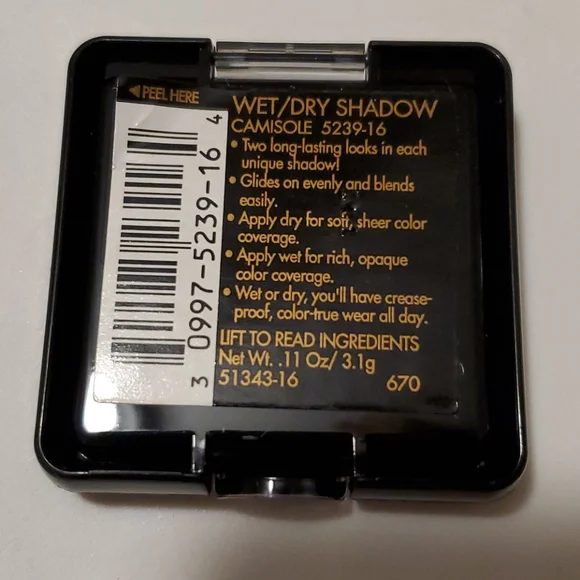 ◀ PEEL HERE
WET/DRY SHADOW
CAMISOLE 5239-16
• Two long-lasting looks in each
unique shadow!
• Glides on evenly and blends
easily.
• Apply dry for soft, sheer color
coverage.
• Apply wet for rich, opaque
color coverage.
• Wet or dry, you'll have crease-
proof, color-true wear all day.
LIFT TO READ INGREDIENTS
Net Wt. .11 Oz/ 3.1g
51343-16 670
3 0997-5239-16 4